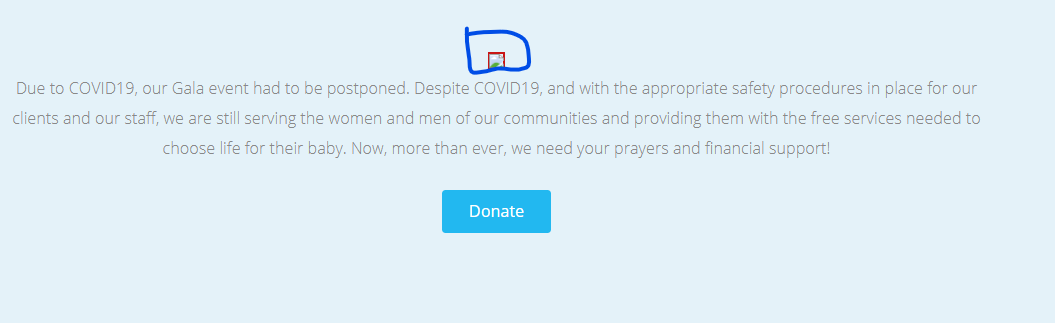 Due to COVID19, our Gala event had to be postponed. Despite COVID19, and with the appropriate safety procedures in place for our
clients and our staff, we are still serving the women and men of our communities and providing them with the free services needed to
choose life for their baby. Now, more than ever, we need your prayers and financial support!
Donate